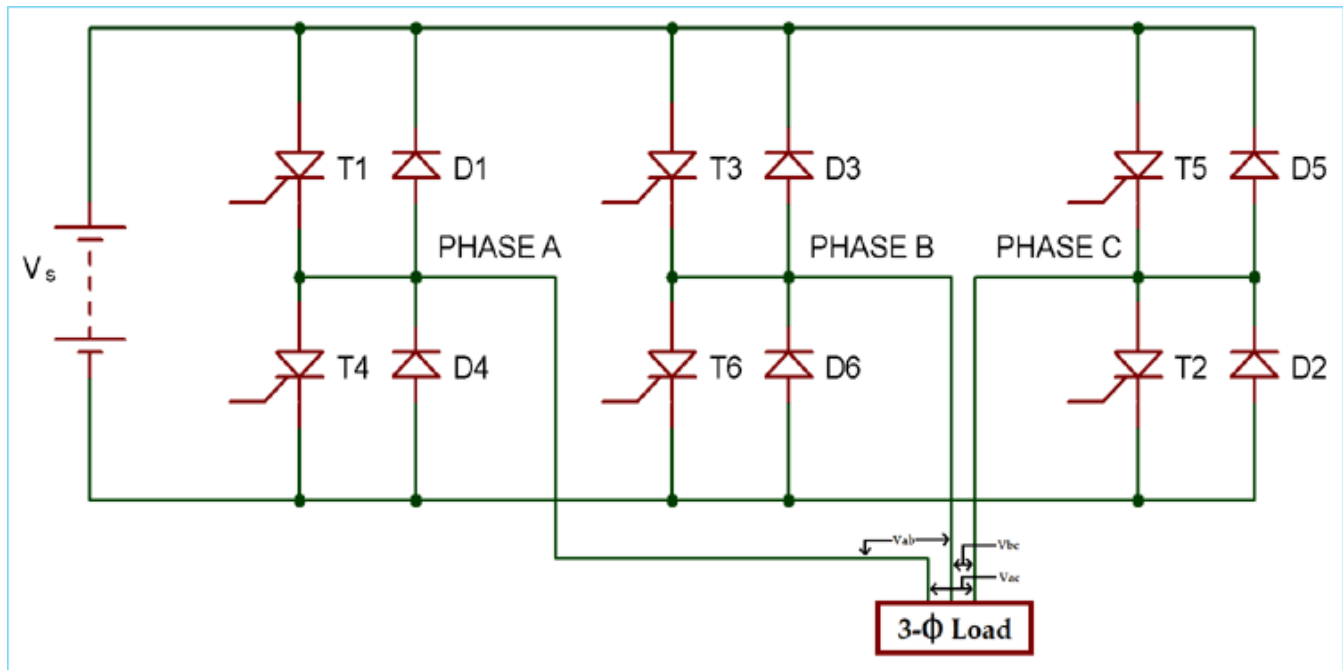 T1
D1
T3
D3
T5
D5
PHASE A
PHASE B
PHASE C
Vs
T4
D4
T6
D6
T2
D2
Vab
Vbc
Vac
3-ф Load